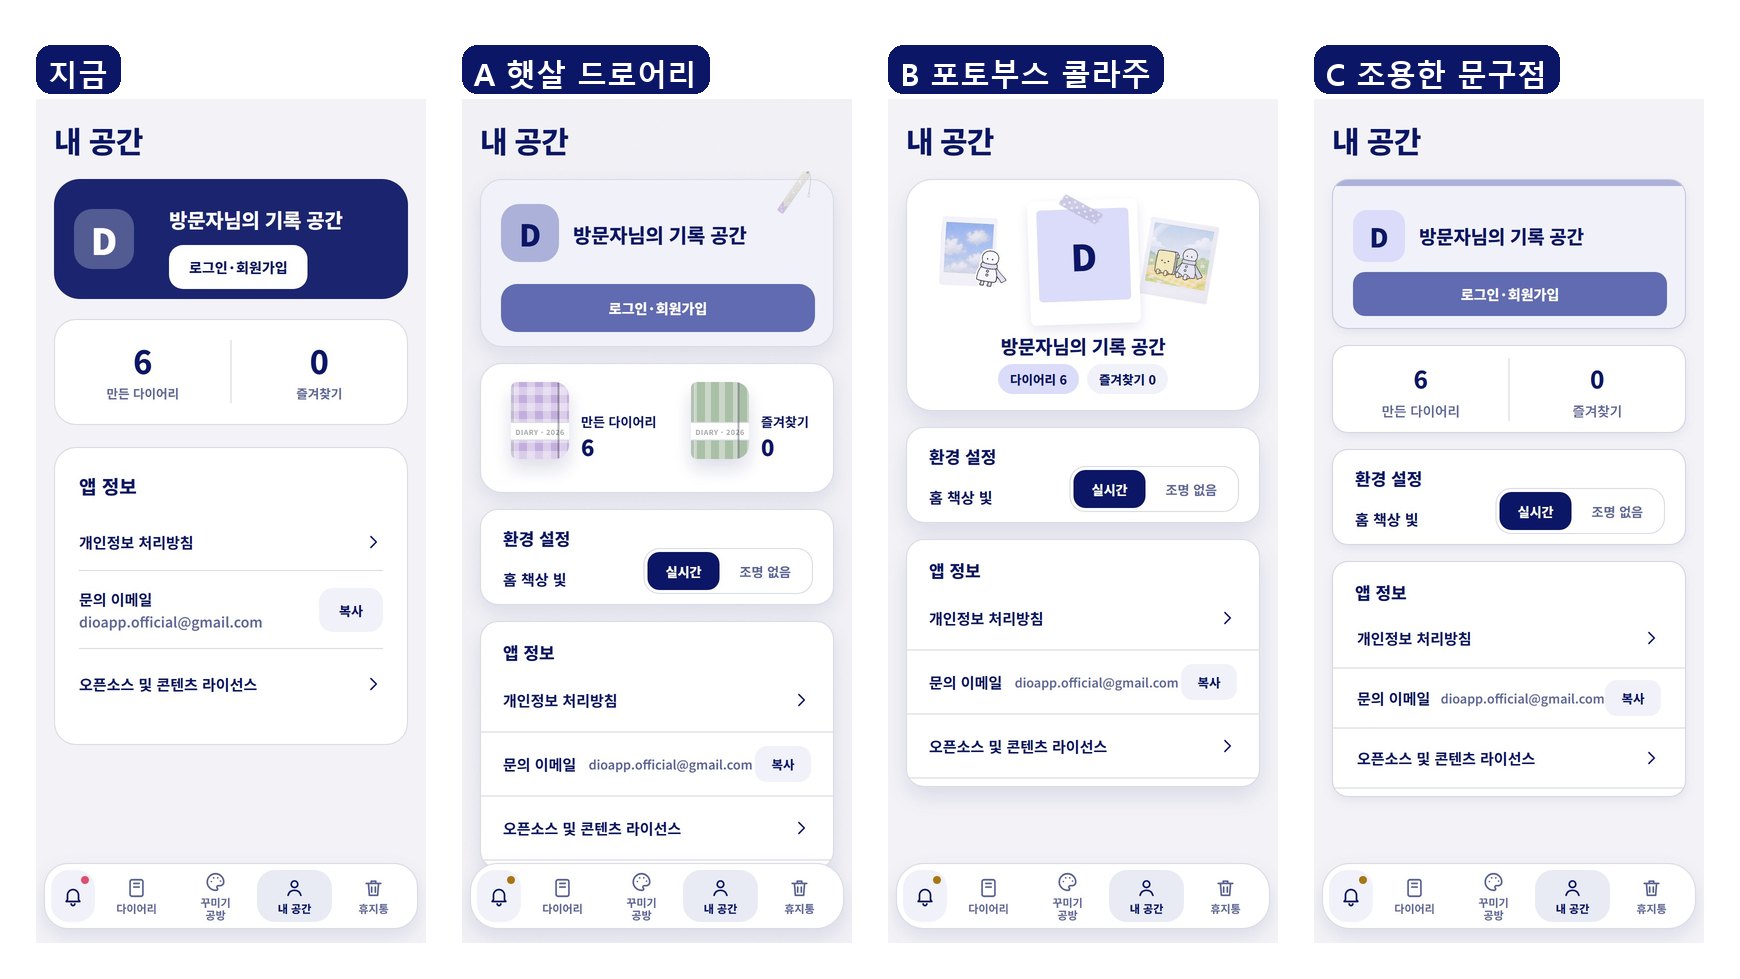 지금
내 공간
D
방문자님의 기록 공간
로그인·회원가입
6
만든 다이어리
0
즐겨찾기
앱 정보
개인정보 처리방침
문의 이메일
dioapp.official@gmail.com
복사
오픈소스 및 콘텐츠 라이선스
다이어리
꾸미기
공방
내 공간
휴지통
A 햇살 드로어리
내 공간
D
방문자님의 기록 공간
로그인·회원가입
DIARY · 2026
만든 다이어리
6
DIARY · 2026
즐겨찾기
0
환경 설정
홈 책상 빛
실시간
조명 없음
앱 정보
개인정보 처리방침
문의 이메일 dioapp.official@gmail.com 복사
오픈소스 및 콘텐츠 라이선스
다이어리
꾸미기
공방
내 공간
휴지통
B 포토부스 콜라주
내 공간
D
방문자님의 기록 공간
다이어리 6 즐겨찾기 0
환경 설정
홈 책상 빛
실시간
조명 없음
앱 정보
개인정보 처리방침
문의 이메일 dioapp.official@gmail.com 복사
오픈소스 및 콘텐츠 라이선스
다이어리
꾸미기
공방
내 공간
휴지통
C 조용한 문구점
내 공간
D
방문자님의 기록 공간
로그인·회원가입
6
만든 다이어리
0
즐겨찾기
환경 설정
홈 책상 빛
실시간
조명 없음
앱 정보
개인정보 처리방침
문의 이메일 dioapp.official@gmail.com 복사
오픈소스 및 콘텐츠 라이선스
다이어리
꾸미기
공방
내 공간
휴지통